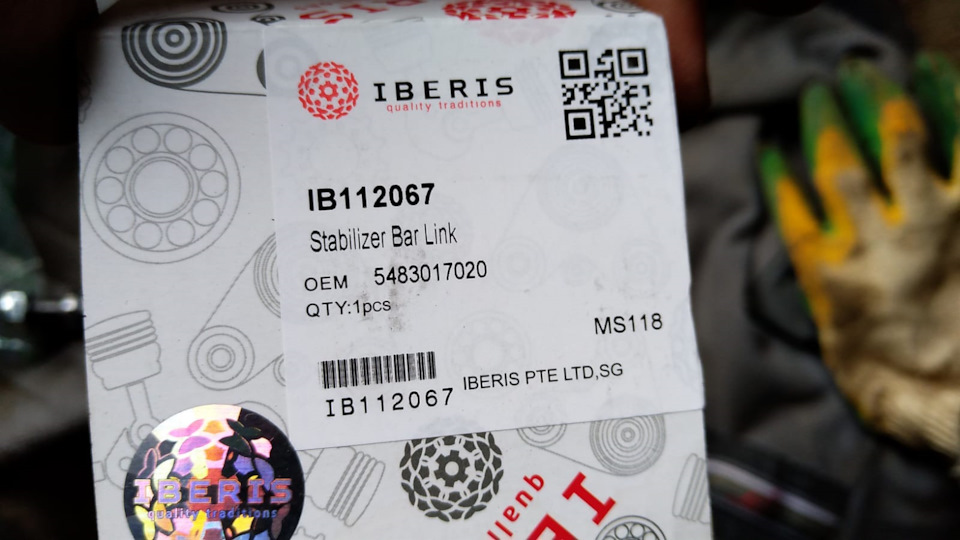 IBERIS
quality traditions
IB112067
Stabilizer Bar Link
OEM 5483017020
QTY:1pcs
MS118
IB112067
IBERIS PTE LTD,SG
IBERIS
quality traditions